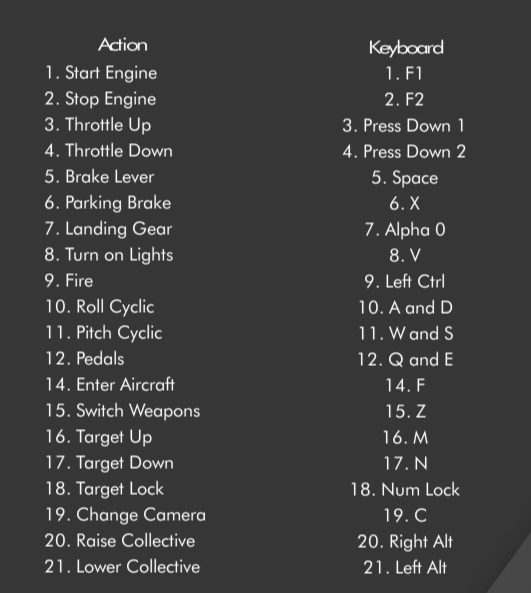 Action Keyboard
1. Start Engine 1. F1
2. Stop Engine 2. F2
3. Throttle Up 3. Press Down 1
4. Throttle Down 4. Press Down 2
5. Brake Lever 5. Space
6. Parking Brake 6. X
7. Landing Gear 7. Alpha 0
8. Turn on Lights 8. V
9. Fire 9. Left Ctrl
10. Roll Cyclic 10. A and D
11. Pitch Cyclic 11. W and S
12. Pedals 12. Q and E
14. Enter Aircraft 14. F
15. Switch Weapons 15. Z
16. Target Up 16. M
17. Target Down 17. N
18. Target Lock 18. Num Lock
19. Change Camera 19. C
20. Raise Collective 20. Right Alt
21. Lower Collective 21. Left Alt